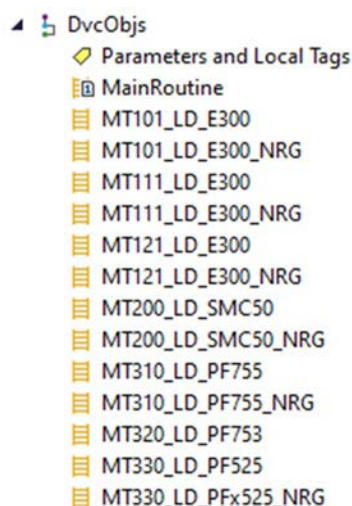 DvcObjs
Parameters and Local Tags
MainRoutine
MT101_LD_E300
MT101_LD_E300_NRG
MT111_LD_E300
MT111_LD_E300_NRG
MT121_LD_E300
MT121_LD_E300_NRG
MT200_LD_SMC50
MT200_LD_SMC50_NRG
MT310_LD_PF755
MT310_LD_PF755_NRG
MT320_LD_PF753
MT330_LD_PF525
MT330_LD_PFx525_NRG